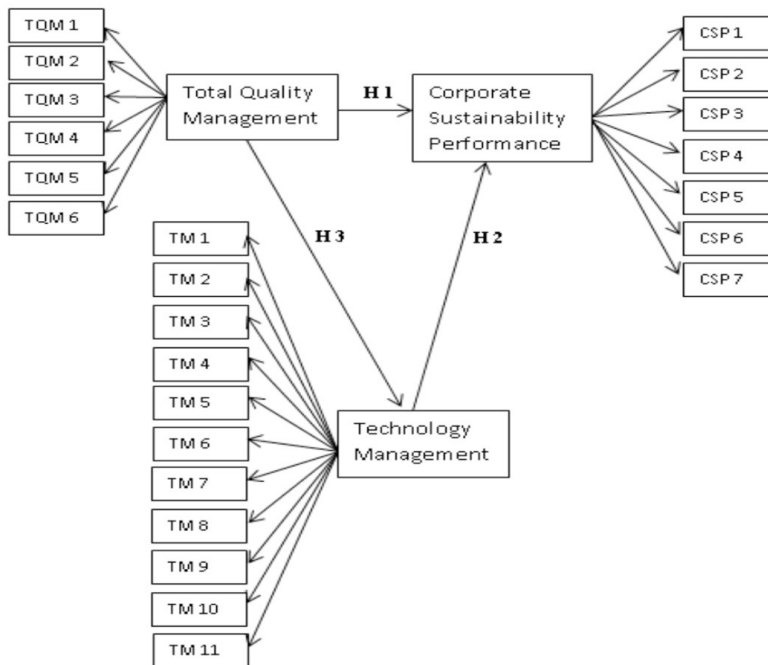 TQM 1
TQM 2
TQM 3
TQM 4
TQM 5
TQM 6
Total Quality
Management
H 1
Corporate
Sustainability
Performance
CSP 1
CSP 2
CSP 3
CSP 4
CSP 5
CSP 6
CSP 7
H 3
H 2
TM 1
TM 2
TM 3
TM 4
TM 5
TM 6
TM 7
TM 8
TM 9
TM 10
TM 11
Technology
Management